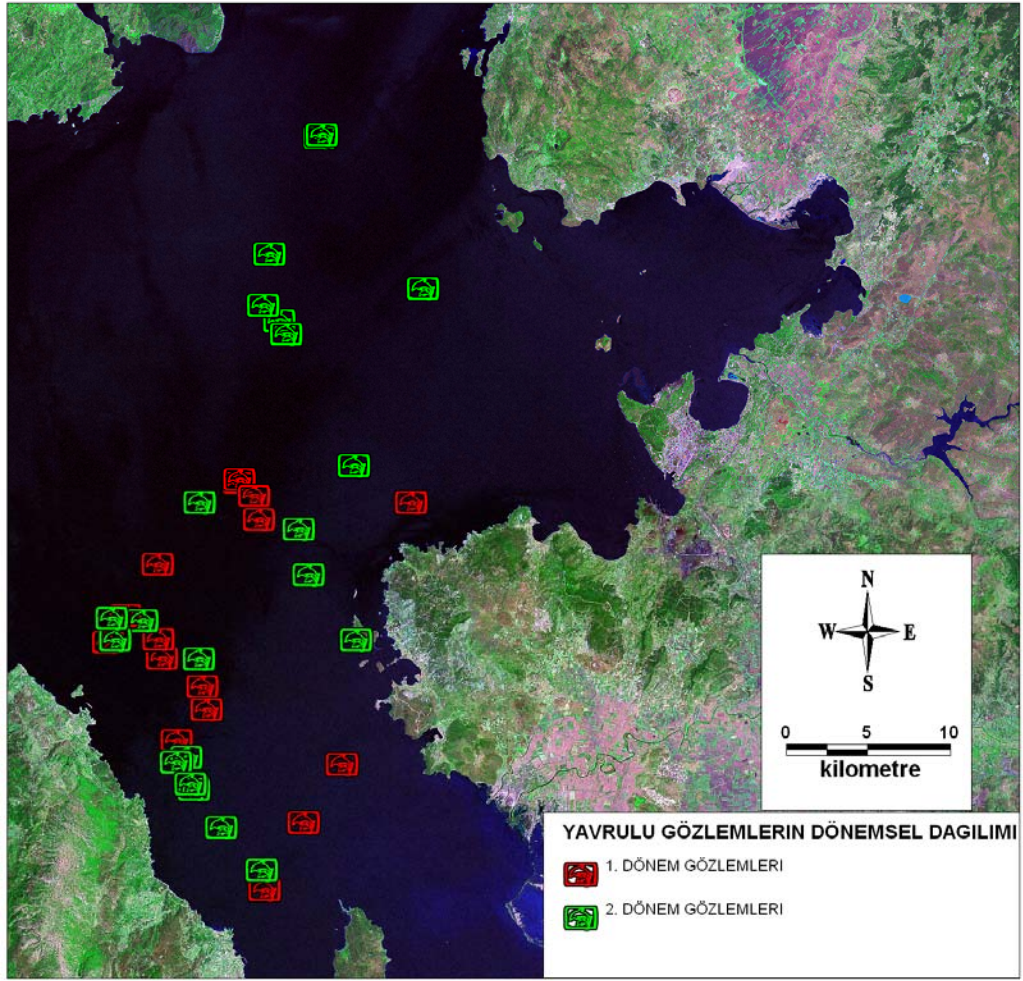 N
W E
S
0 5 10
kilometre
YAVRULU GÖZLEMLERIN DÖNEMSEL DAGILIMI
1. DÖNEM GÖZLEMLERI
2. DÖNEM GÖZLEMLERI